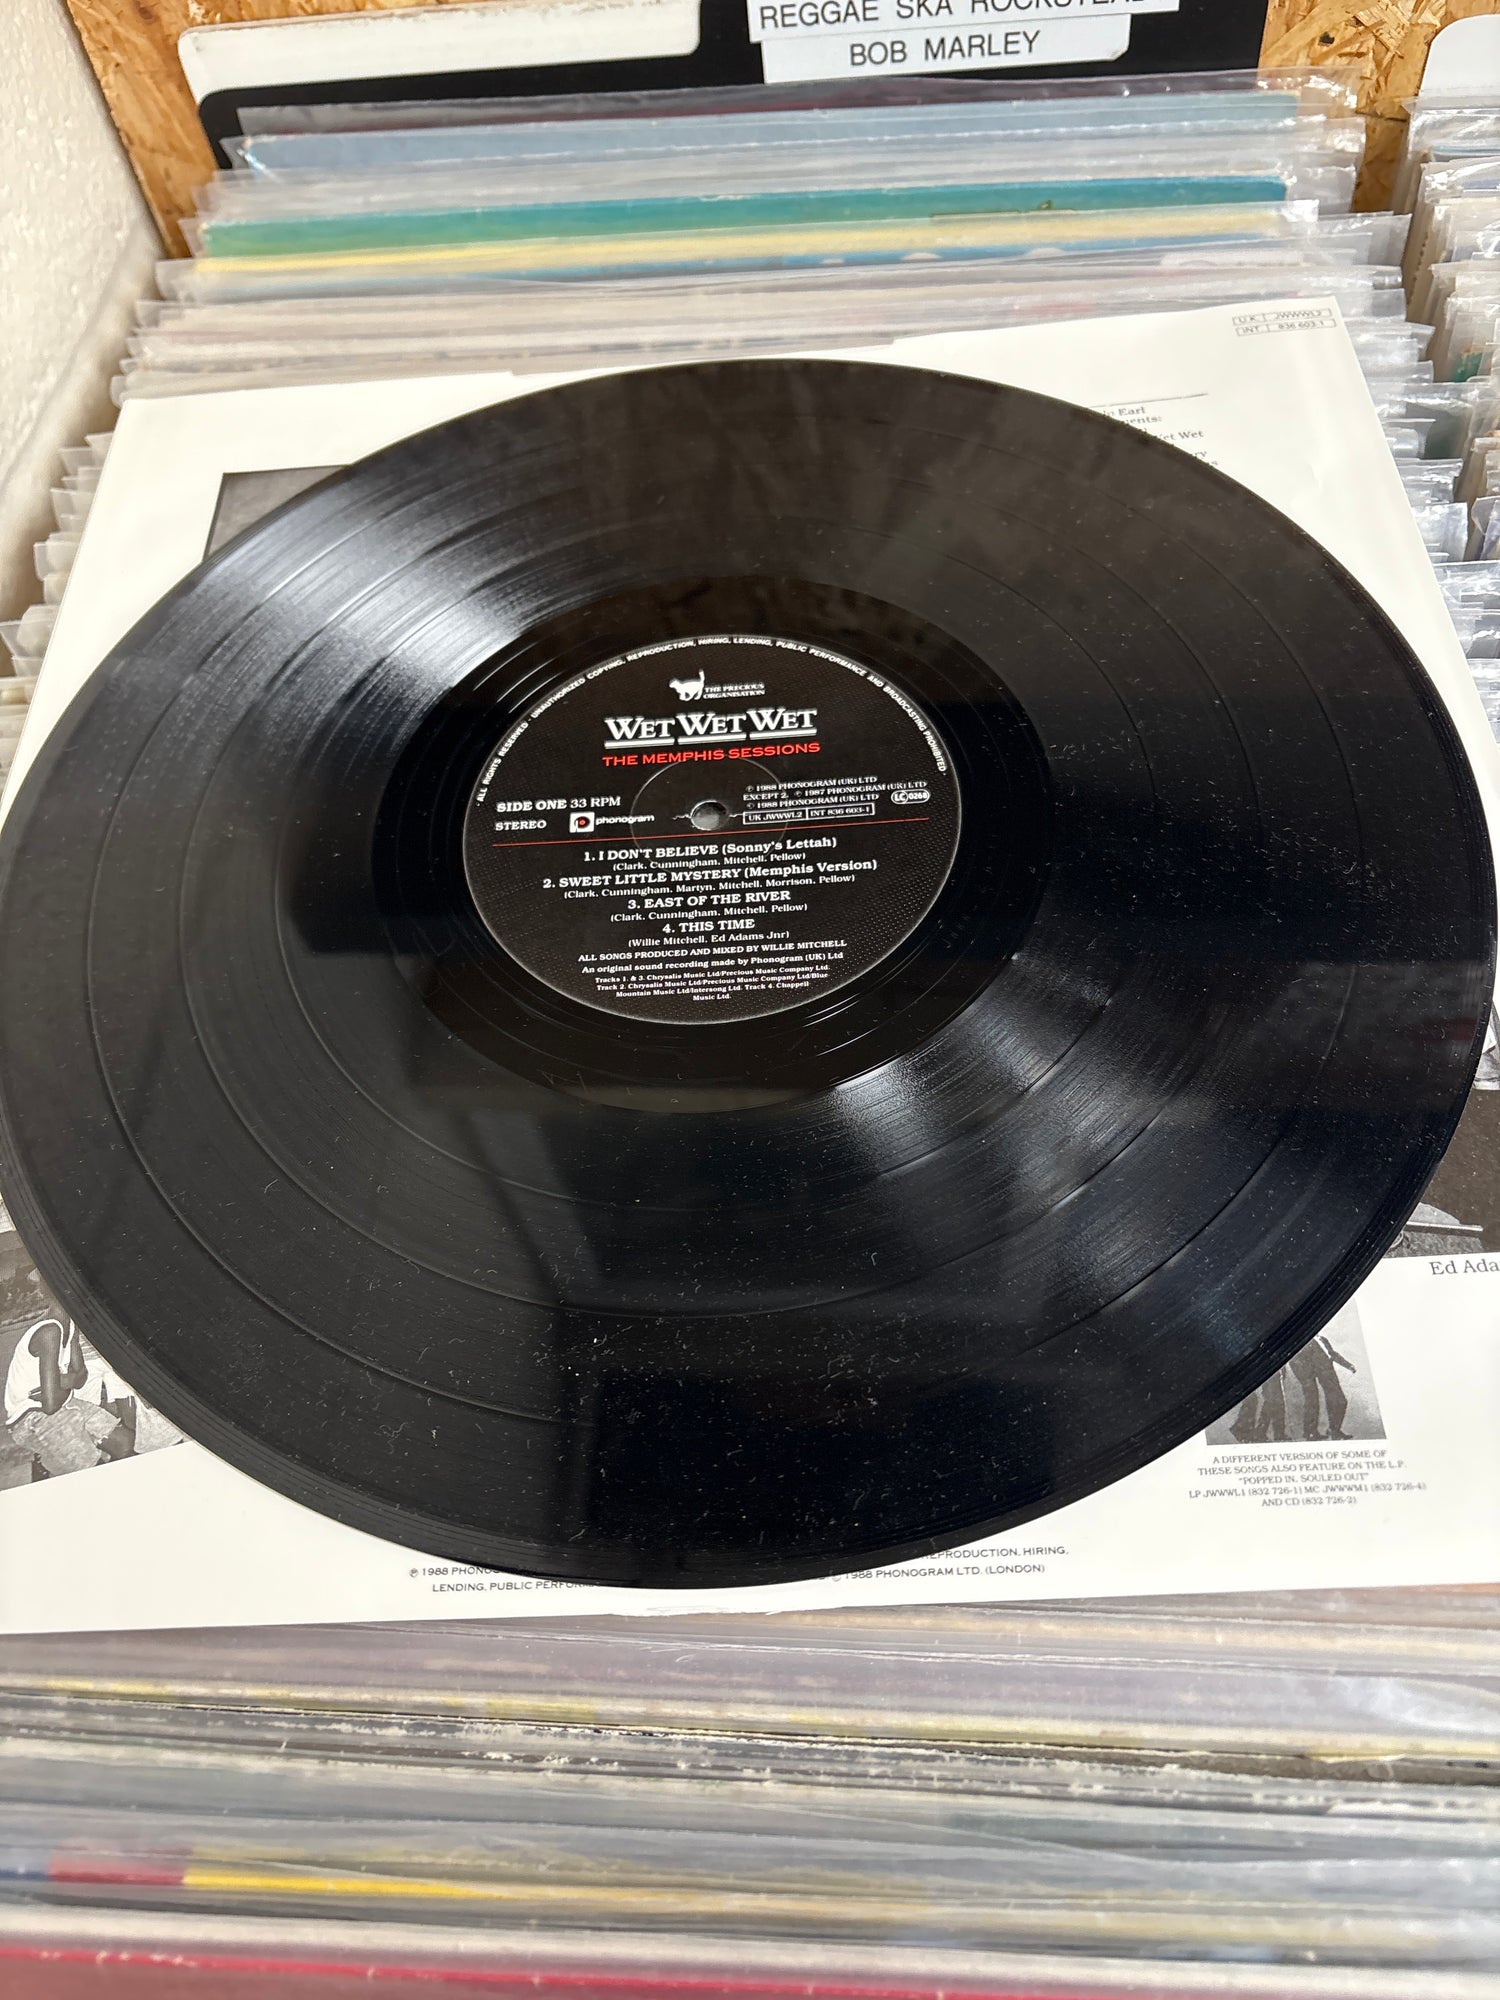 REGGAE SKA
BOB MARLEY
UK JWWWL2
INT 836 603-1
Earl
Wet Wet
ALL RIGHTS RESERVED · UNAUTHORIZED COPYING, REPRODUCTION, HIRING, LENDING, PUBLIC PERFORMANCE AND BROADCASTING PROHIBITED ·
THE PRECIOUS
ORGANISATION
WET WET WET
THE MEMPHIS SESSIONS
SIDE ONE 33 RPM
STEREO
phonogram
℗ 1988 PHONOGRAM (UK) LTD
EXCEPT 2. ℗ 1987 PHONOGRAM (UK) LTD
© 1988 PHONOGRAM (UK) LTD
LC 0268
UK JWWWL2 INT 836 603-1
1. I DON'T BELIEVE (Sonny's Lettah)
(Clark, Cunningham, Mitchell, Pellow)
2. SWEET LITTLE MYSTERY (Memphis Version)
(Clark, Cunningham, Martyn, Mitchell, Morrison, Pellow)
3. EAST OF THE RIVER
(Clark, Cunningham, Mitchell, Pellow)
4. THIS TIME
(Willie Mitchell, Ed Adams Jnr)
ALL SONGS PRODUCED AND MIXED BY WILLIE MITCHELL
An original sound recording made by Phonogram (UK) Ltd
Tracks 1. & 3. Chrysalis Music Ltd/Precious Music Company Ltd.
Track 2. Chrysalis Music Ltd/Precious Music Company Ltd/Blue
Mountain Music Ltd/Intersong Ltd. Track 4. Chappell
Music Ltd.
Ed Ada
A DIFFERENT VERSION OF SOME OF
THESE SONGS ALSO FEATURE ON THE L.P.
"POPPED IN, SOULED OUT"
LP JWWWL1 (832 726-1) MC JWWWM1 (832 726-4)
AND CD (832 726-2)
℗ 1988 PHONO REPRODUCTION, HIRING,
LENDING, PUBLIC PERFO © 1988 PHONOGRAM LTD. (LONDON)